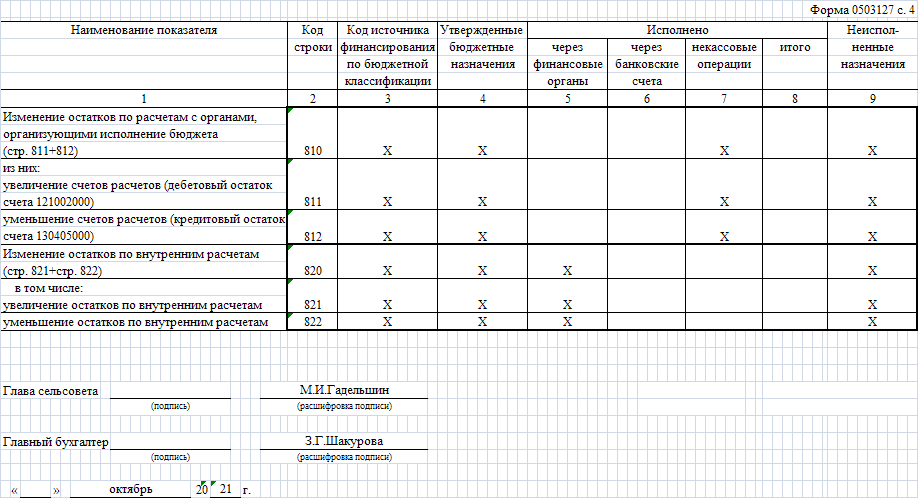 Форма 0503127 с. 4
Наименование показателя Код Код источника Утвержденные Исполнено Неиспол-
строки финансирования бюджетные через через некассовые итого ненные
по бюджетной назначения финансовые банковские операции назначения
классификации органы счета
1 2 3 4 5 6 7 8 9
Изменение остатков по расчетам с органами,
организующими исполнение бюджета
(стр. 811+812) 810 X X X X
из них:
увеличение счетов расчетов (дебетовый остаток
счета 121002000) 811 X X X X
уменьшение счетов расчетов (кредитовый остаток
счета 130405000) 812 X X X X
Изменение остатков по внутренним расчетам
(стр. 821+стр. 822) 820 X X X X
в том числе:
увеличение остатков по внутренним расчетам 821 X X X X
уменьшение остатков по внутренним расчетам 822 X X X X
Глава сельсовета М.И.Гадельшин
(подпись) (расшифровка подписи)
Главный бухгалтер З.Г.Шакурова
(подпись) (расшифровка подписи)
« » октябрь 20 21 г.